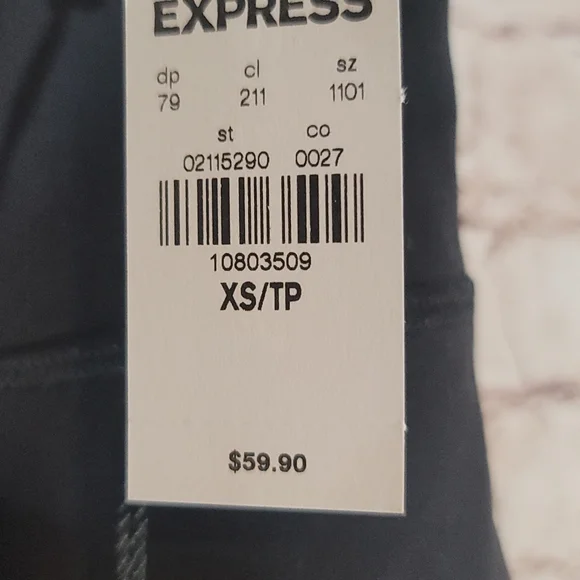 EXPRESS
dp cl sz
79 211 1101
st co
02115290 0027
10803509
XS/TP
$59.90